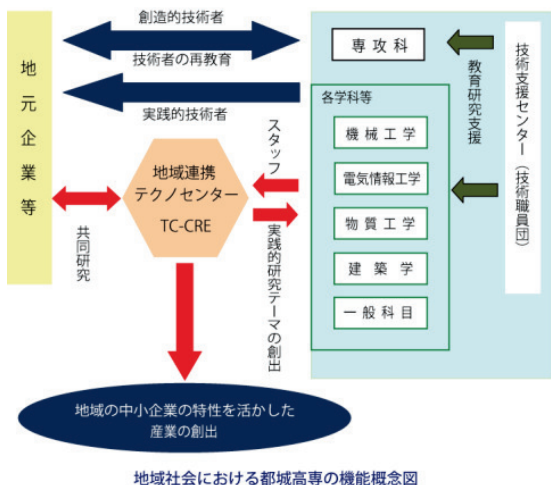 創造的技術者
技術者の再教育
実践的技術者
地元企業等
共同研究
地域連携
テクノセンター
TC-CRE
スタッフ
実践的研究テーマの創出
専攻科
各学科等
機械工学
電気情報工学
物質工学
建築学
一般科目
教育研究支援
技術支援センター（技術職員団）
地域の中小企業の特性を活かした
産業の創出
地域社会における都城高専の機能概念図